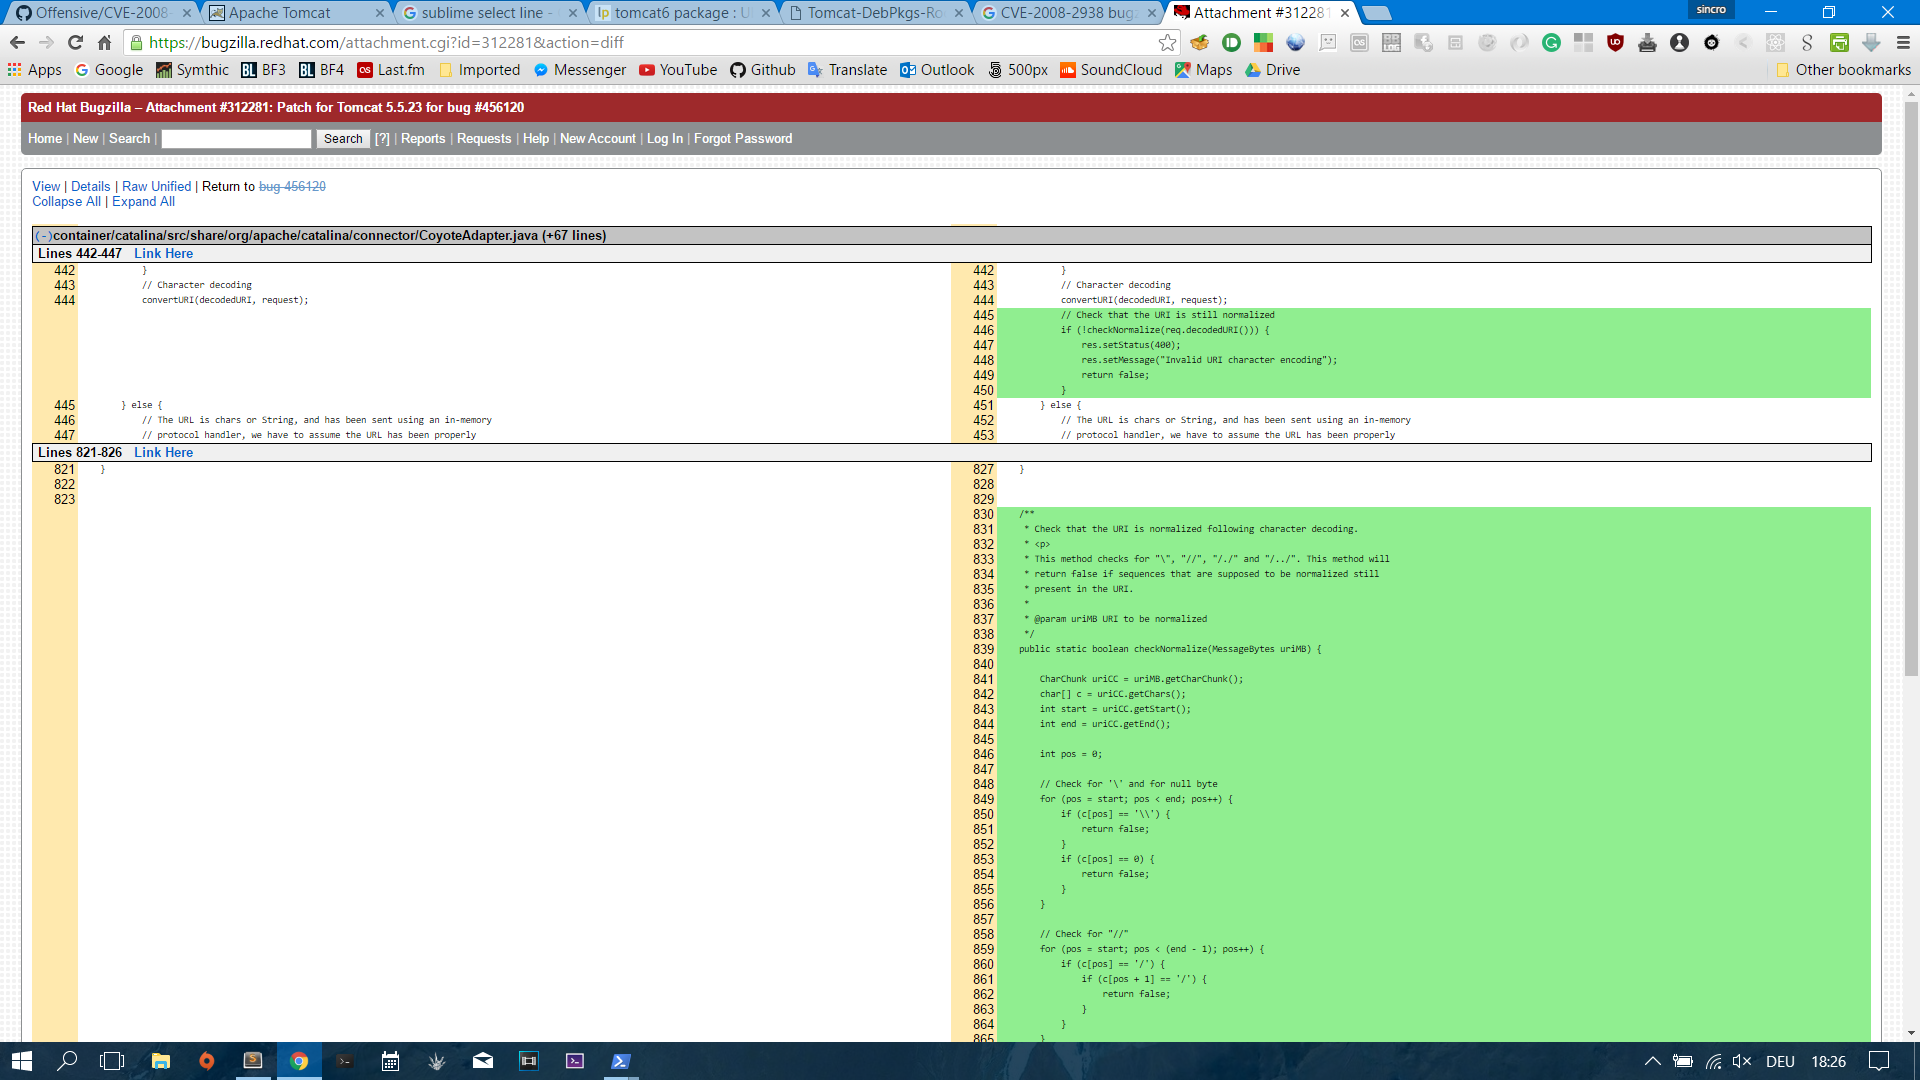 Offensive/CVE-2008-
Apache Tomcat
sublime select line -
tomcat6 package : U
Tomcat-DebPkgs-Ro
CVE-2008-2938 bug
Attachment #312281
sincro
https://bugzilla.redhat.com/attachment.cgi?id=312281&action=diff
Apps Google Symthic BF3 BF4 Last.fm Imported Messenger YouTube Github Translate Outlook 500px SoundCloud Maps Drive Other bookmarks
Red Hat Bugzilla – Attachment #312281: Patch for Tomcat 5.5.23 for bug #456120
Home | New | Search | Search [?] | Reports | Requests | Help | New Account | Log In | Forgot Password
View | Details | Raw Unified | Return to bug 456120
Collapse All | Expand All
(-)container/catalina/src/share/org/apache/catalina/connector/CoyoteAdapter.java (+67 lines)
Lines 442-447 Link Here
442 } 442 }
443 // Character decoding 443 // Character decoding
444 convertURI(decodedURI, request); 444 convertURI(decodedURI, request);
445 // Check that the URI is still normalized
446 if (!checkNormalize(req.decodedURI())) {
447 res.setStatus(400);
448 res.setMessage("Invalid URI character encoding");
449 return false;
450 }
445 } else { 451 } else {
446 // The URL is chars or String, and has been sent using an in-memory 452 // The URL is chars or String, and has been sent using an in-memory
447 // protocol handler, we have to assume the URL has been properly 453 // protocol handler, we have to assume the URL has been properly
Lines 821-826 Link Here
821 } 827 }
822 828
823 829
830 /**
831 * Check that the URI is normalized following character decoding.
832 * <p>
833 * This method checks for "\", "//", "/./" and "/../". This method will
834 * return false if sequences that are supposed to be normalized still
835 * present in the URI.
836 *
837 * @param uriMB URI to be normalized
838 */
839 public static boolean checkNormalize(MessageBytes uriMB) {
840
841 CharChunk uriCC = uriMB.getCharChunk();
842 char[] c = uriCC.getChars();
843 int start = uriCC.getStart();
844 int end = uriCC.getEnd();
845
846 int pos = 0;
847
848 // Check for '\' and for null byte
849 for (pos = start; pos < end; pos++) {
850 if (c[pos] == '\\') {
851 return false;
852 }
853 if (c[pos] == 0) {
854 return false;
855 }
856 }
857
858 // Check for "//"
859 for (pos = start; pos < (end - 1); pos++) {
860 if (c[pos] == '/') {
861 if (c[pos + 1] == '/') {
862 return false;
863 }
864 }
865 }
DEU 18:26